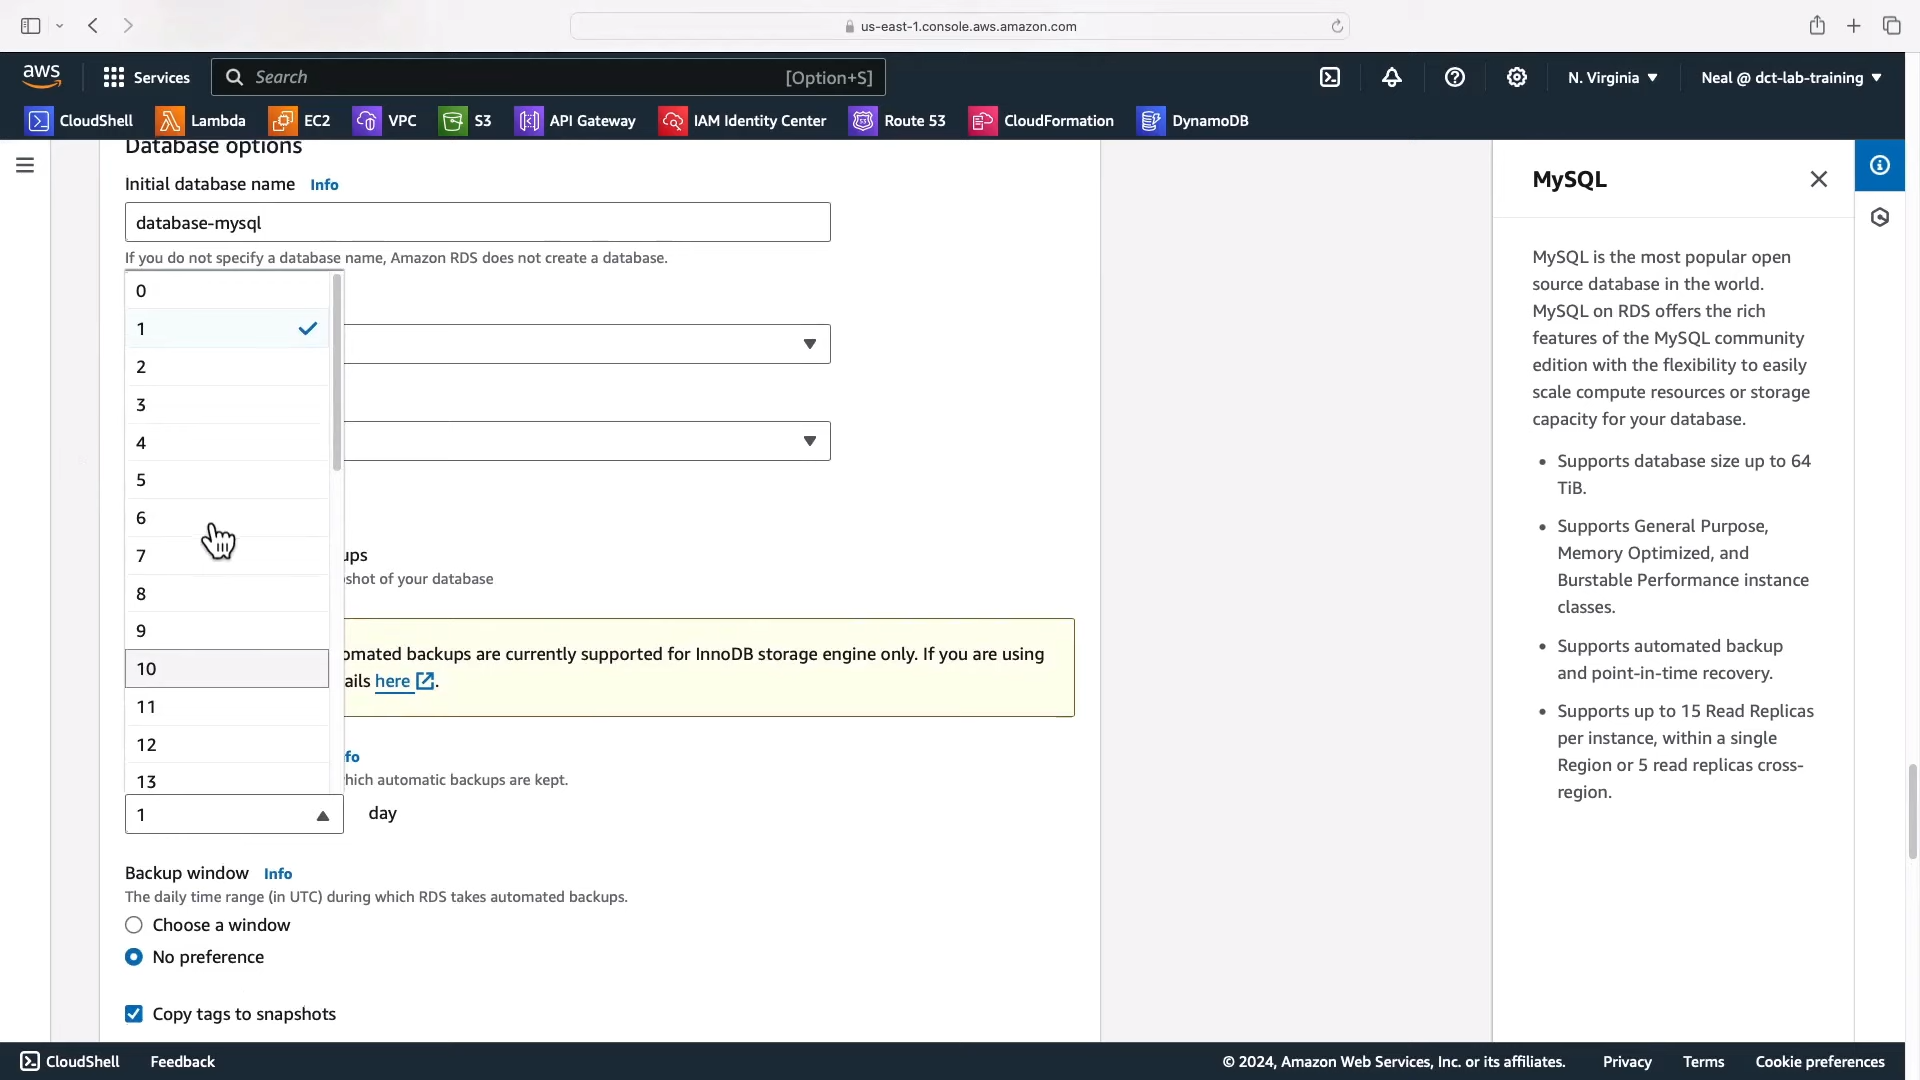 us-east-1.console.aws.amazon.com
aws
Services
Search
[Option+S]
N. Virginia
Neal @ dct-lab-training
CloudShell
Lambda
EC2
VPC
S3
API Gateway
IAM Identity Center
Route 53
CloudFormation
DynamoDB
Database options
Initial database name Info
database-mysql
If you do not specify a database name, Amazon RDS does not create a database.
0
1
2
3
4
5
6
7
8
9
10
11
12
13
ups
shot of your database
omated backups are currently supported for InnoDB storage engine only. If you are using
ails here .
fo
hich automatic backups are kept.
1
day
Backup window Info
The daily time range (in UTC) during which RDS takes automated backups.
Choose a window
No preference
Copy tags to snapshots
MySQL
MySQL is the most popular open
source database in the world.
MySQL on RDS offers the rich
features of the MySQL community
edition with the flexibility to easily
scale compute resources or storage
capacity for your database.
• Supports database size up to 64
TiB.
• Supports General Purpose,
Memory Optimized, and
Burstable Performance instance
classes.
• Supports automated backup
and point-in-time recovery.
• Supports up to 15 Read Replicas
per instance, within a single
Region or 5 read replicas cross-
region.
CloudShell
Feedback
© 2024, Amazon Web Services, Inc. or its affiliates.
Privacy
Terms
Cookie preferences